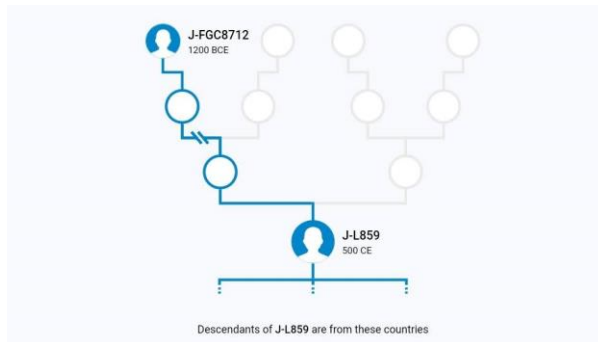 J-FGC8712
1200 BCE
J-L859
500 CE
Descendants of J-L859 are from these countries